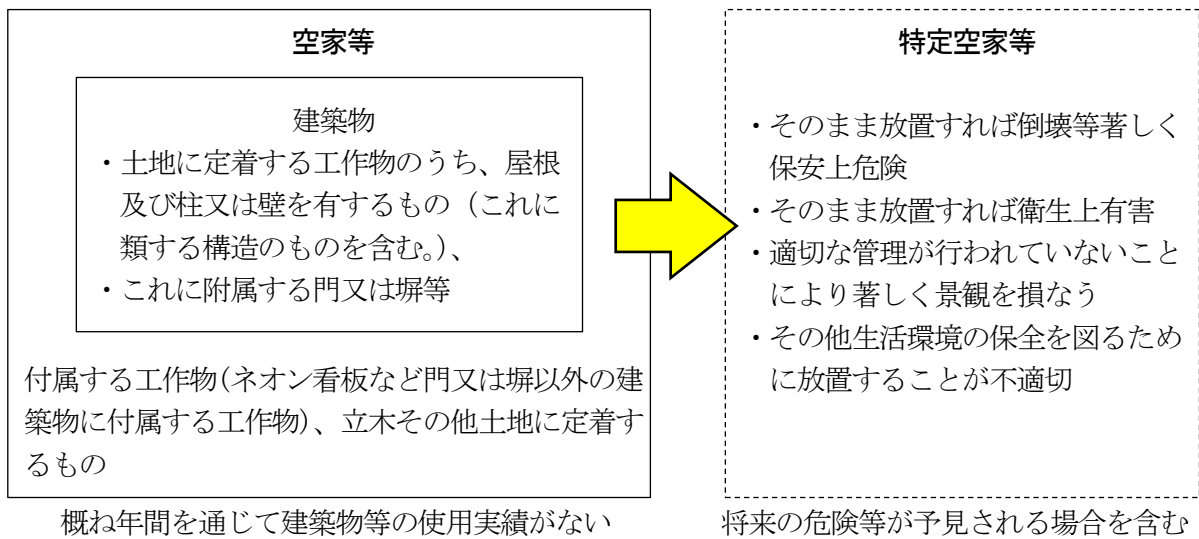 空家等
建築物
・土地に定着する工作物のうち、屋根
及び柱又は壁を有するもの（これに
類する構造のものを含む。）、
・これに附属する門又は塀等
付属する工作物(ネオン看板など門又は塀以外の建
築物に付属する工作物)、立木その他土地に定着す
るもの
概ね年間を通じて建築物等の使用実績がない
特定空家等
・そのまま放置すれば倒壊等著しく
保安上危険
・そのまま放置すれば衛生上有害
・適切な管理が行われていないこと
により著しく景観を損なう
・その他生活環境の保全を図るため
に放置することが不適切
将来の危険等が予見される場合を含む